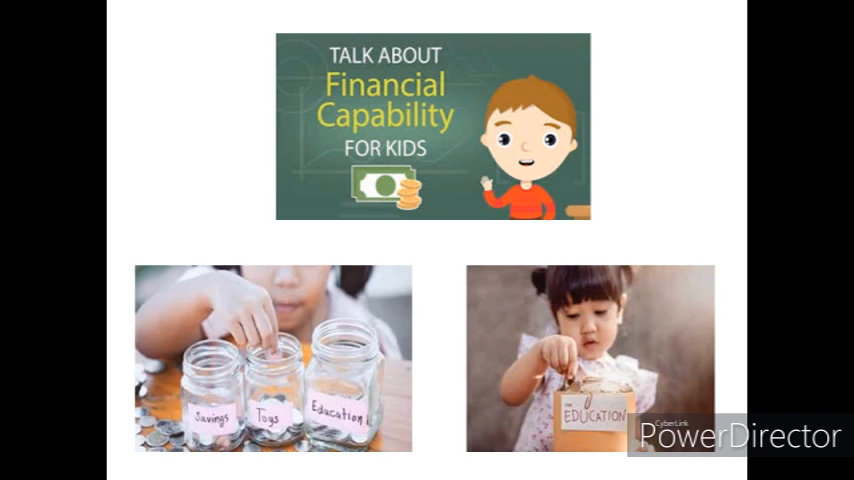 TALK ABOUT
Financial
Capability
FOR KIDS
Savings
Toys
Education
EDUCATION
CyberLink
PowerDirector